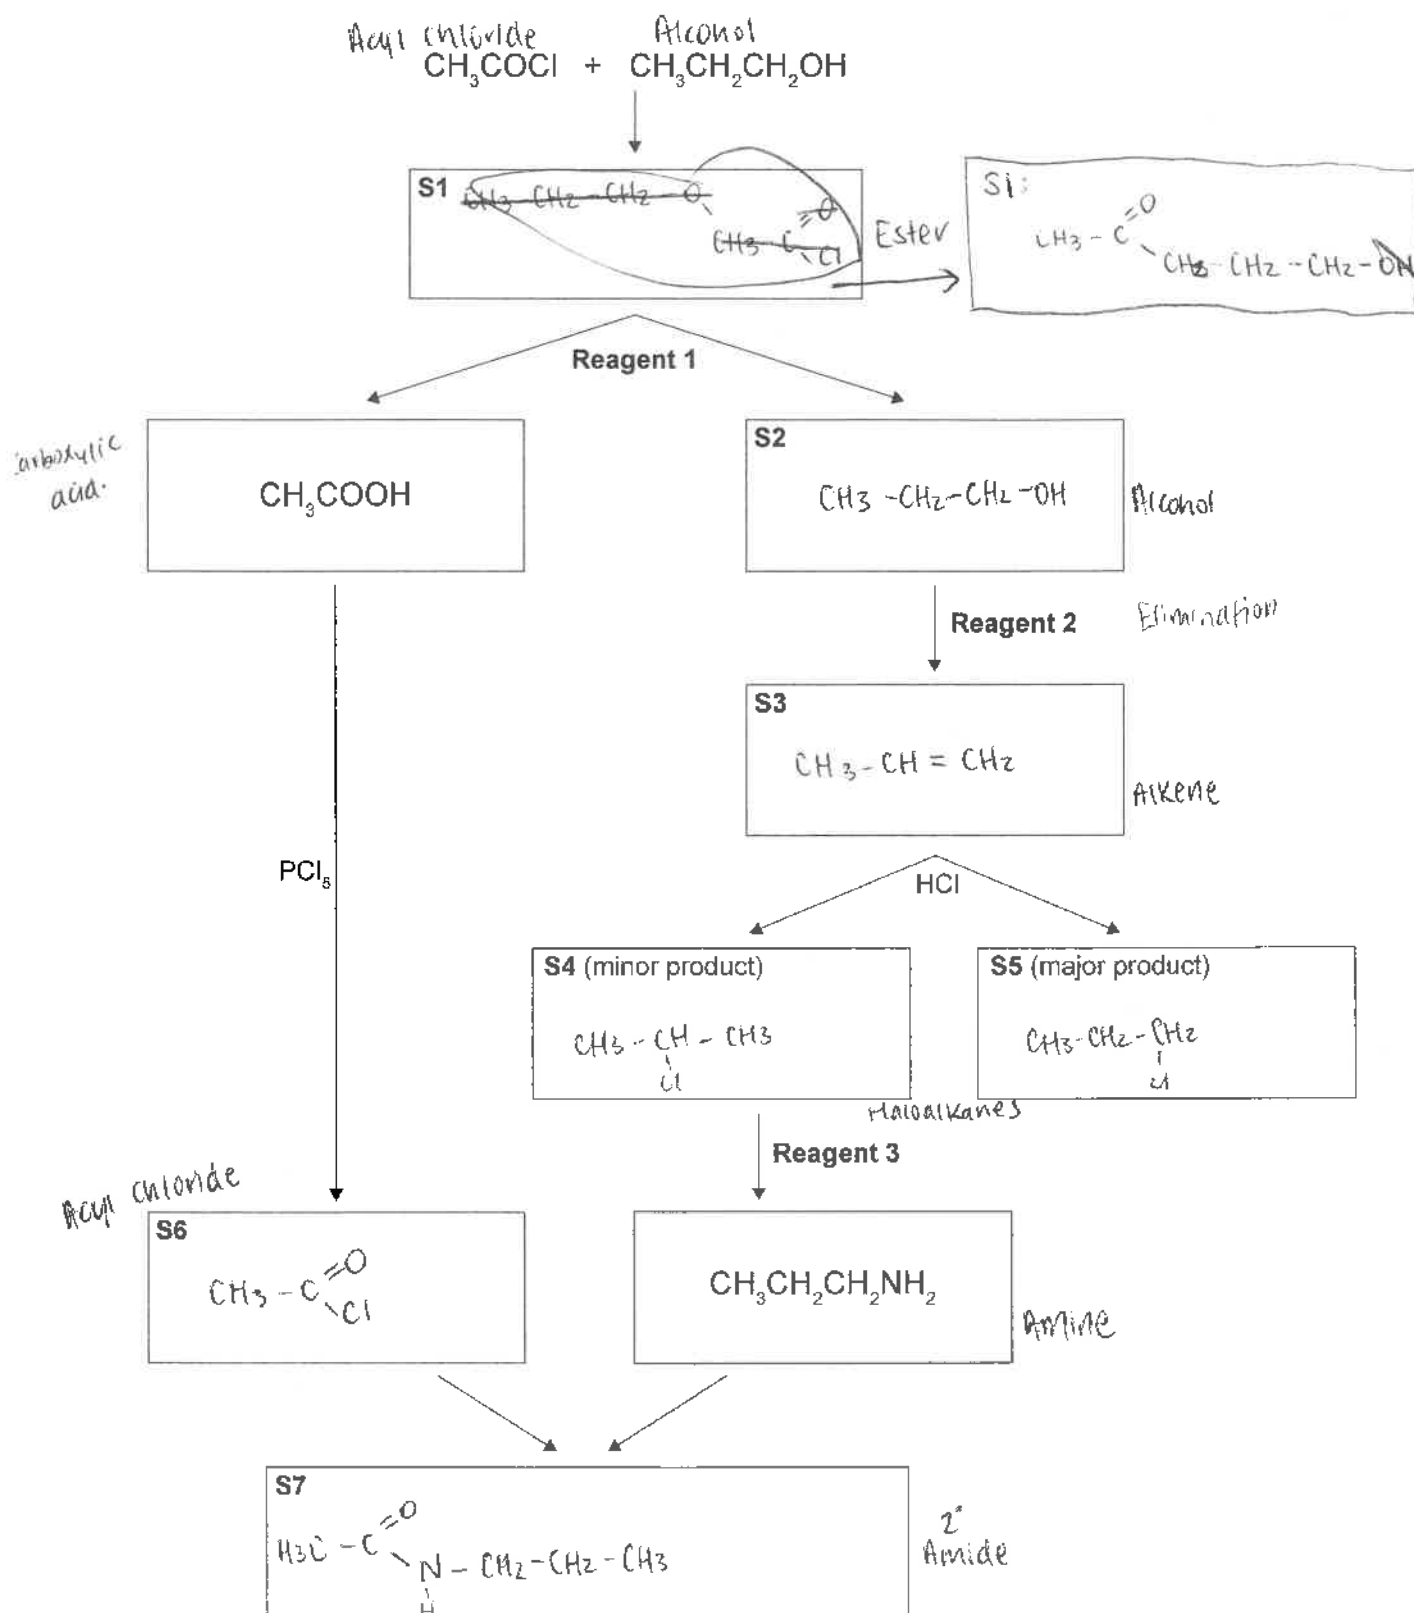 Acyl Chloride Alcohol
CH₃COCl + CH₃CH₂CH₂OH
S1 CH3-CH2-CH2-O
CH3-C=O
Cl
Ester
S1:
CH3-C=O
CH2-CH2-CH2-OH
Reagent 1
carboxylic
acid.
CH₃COOH
S2
CH3-CH2-CH2-OH
Alcohol
Reagent 2
Elimination
S3
CH3-CH=CH2
Alkene
PCl₅
HCl
S4 (minor product)
CH3-CH-CH3
Cl
S5 (major product)
CH3-CH2-CH2
Cl
Haloalkanes
Reagent 3
Acyl Chloride
S6
CH3-C=O
Cl
CH₃CH₂CH₂NH₂
Amine
S7
H3C-C=O
N-CH2-CH2-CH3
H
2°
Amide